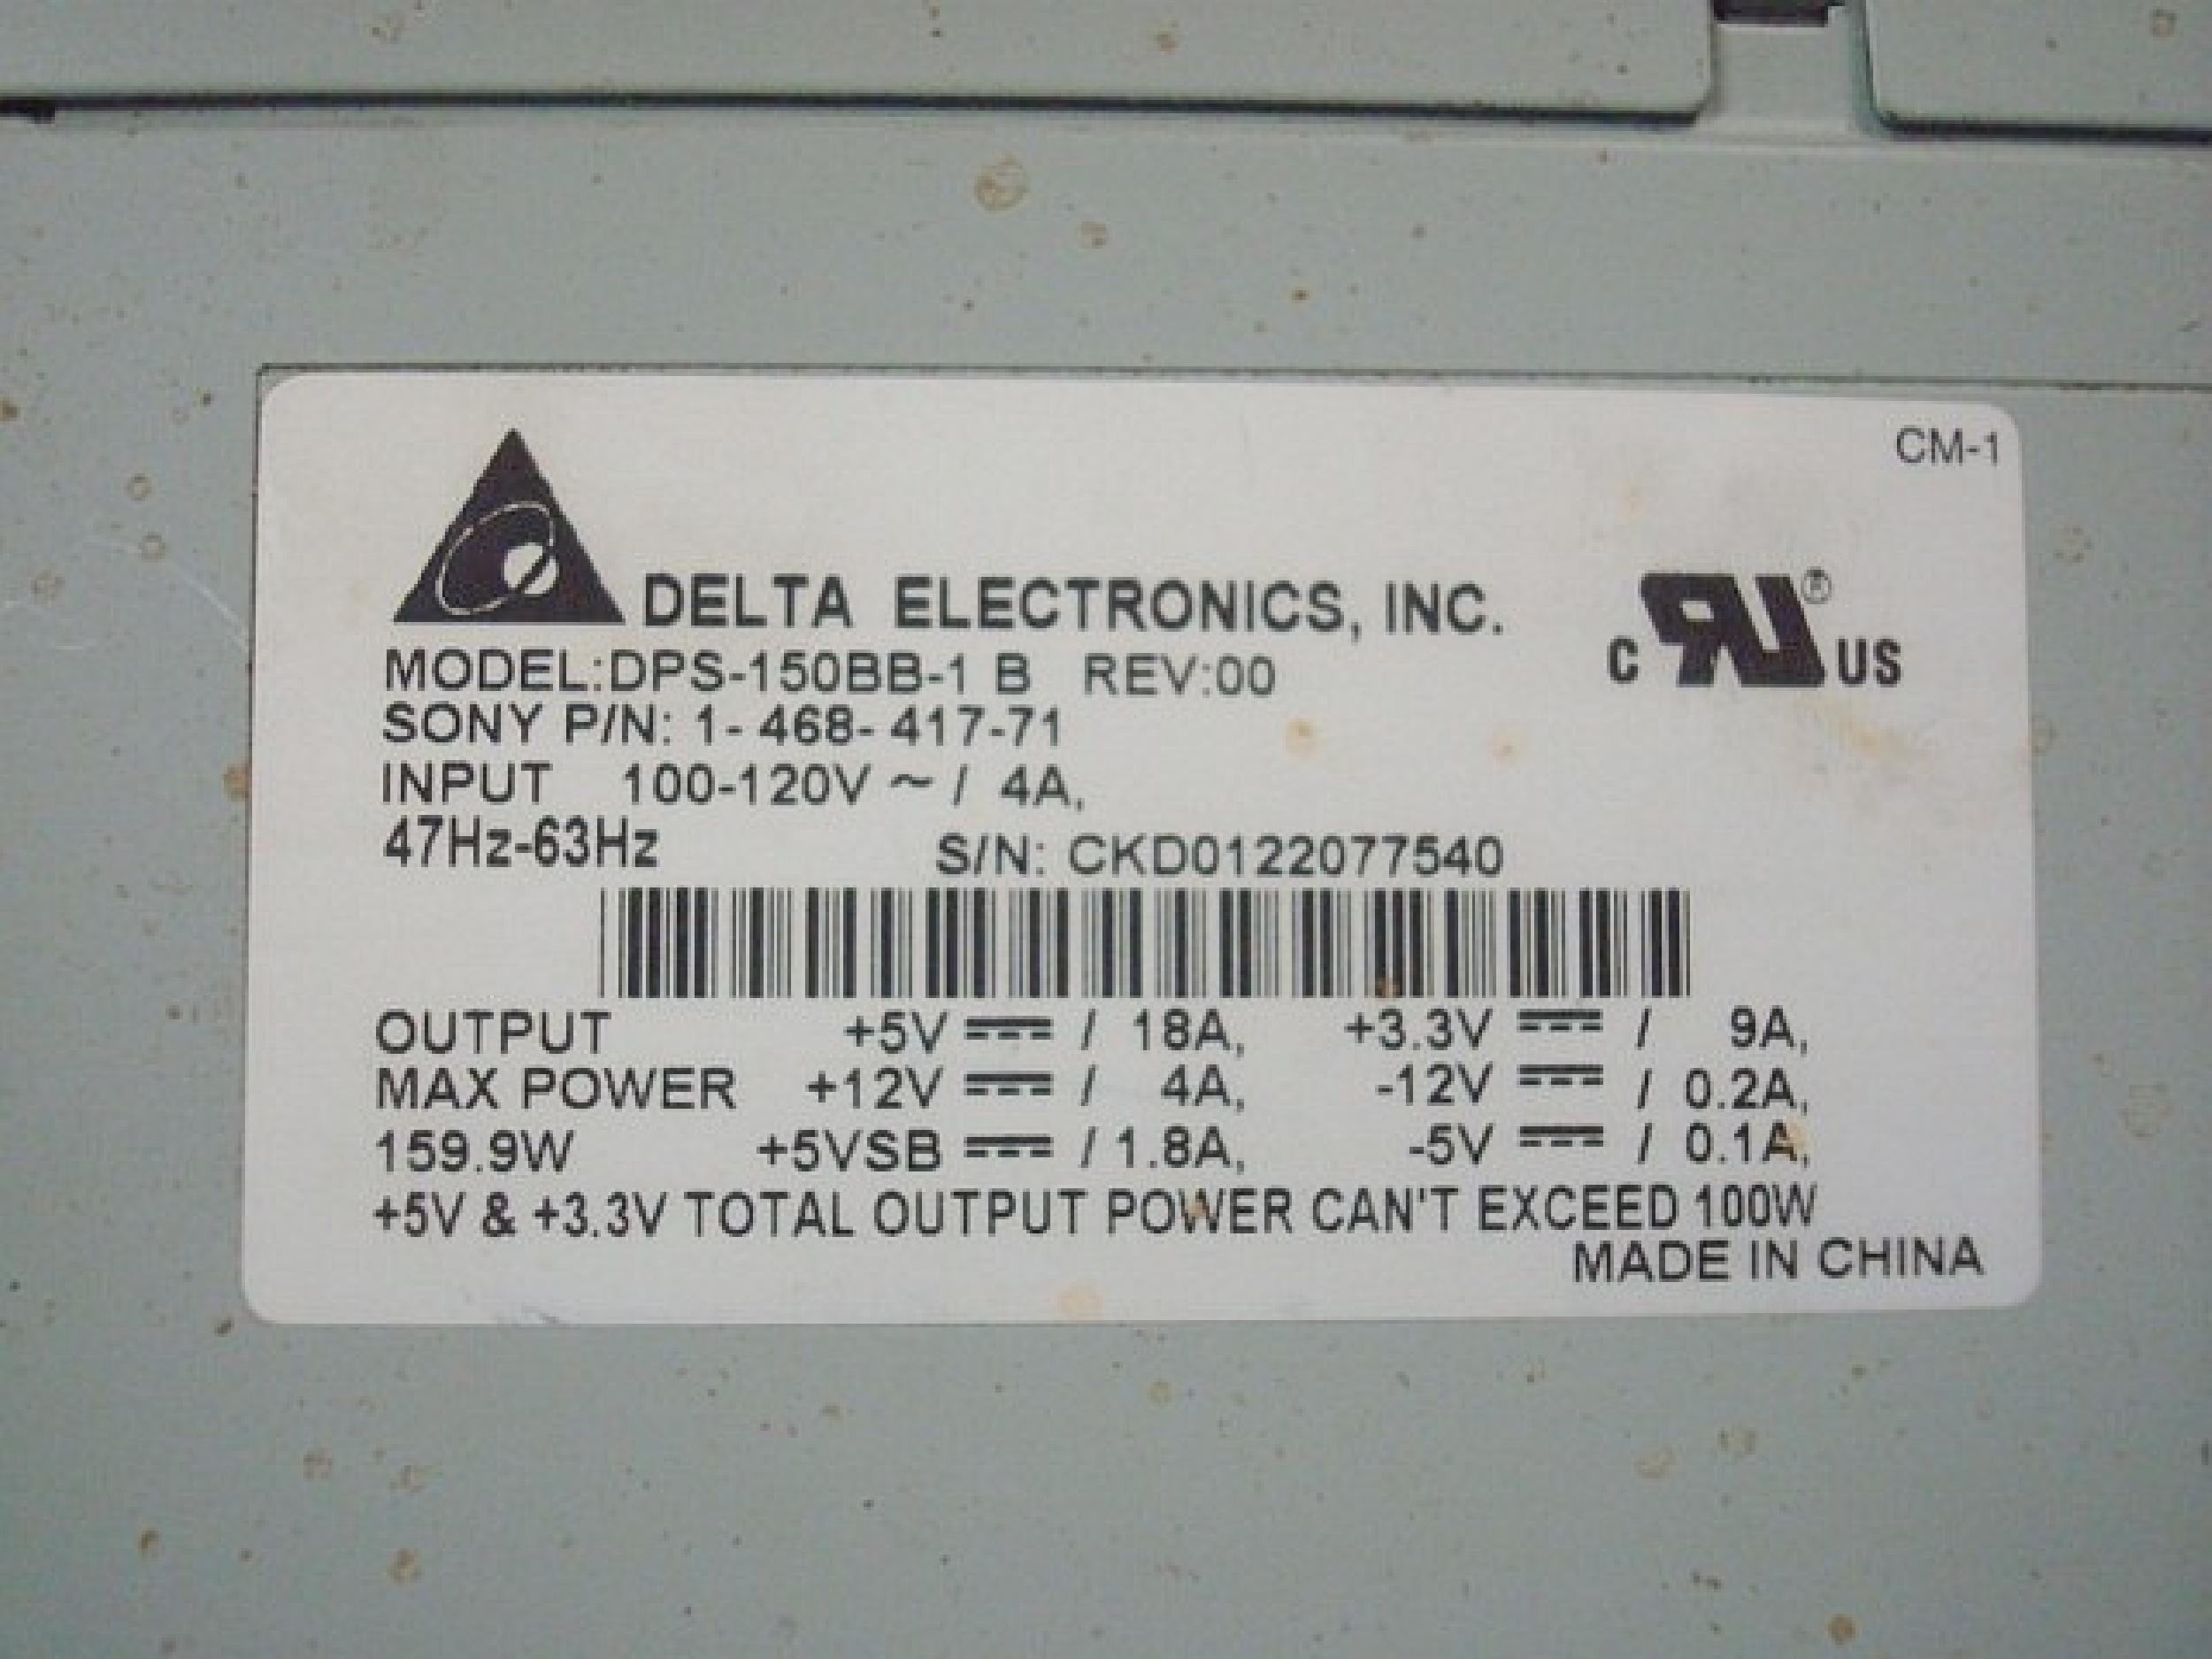 CM-1
DELTA ELECTRONICS, INC.
MODEL:DPS-150BB-1 B REV:00
C RU® US
SONY P/N: 1- 468- 417-71
INPUT 100-120V ~ / 4A,
47Hz-63Hz S/N: CKD0122077540
OUTPUT +5V ⎓ / 18A, +3.3V ⎓ / 9A,
MAX POWER +12V ⎓ / 4A, -12V ⎓ / 0.2A,
159.9W +5VSB ⎓ / 1.8A, -5V ⎓ / 0.1A,
+5V & +3.3V TOTAL OUTPUT POWER CAN'T EXCEED 100W
MADE IN CHINA